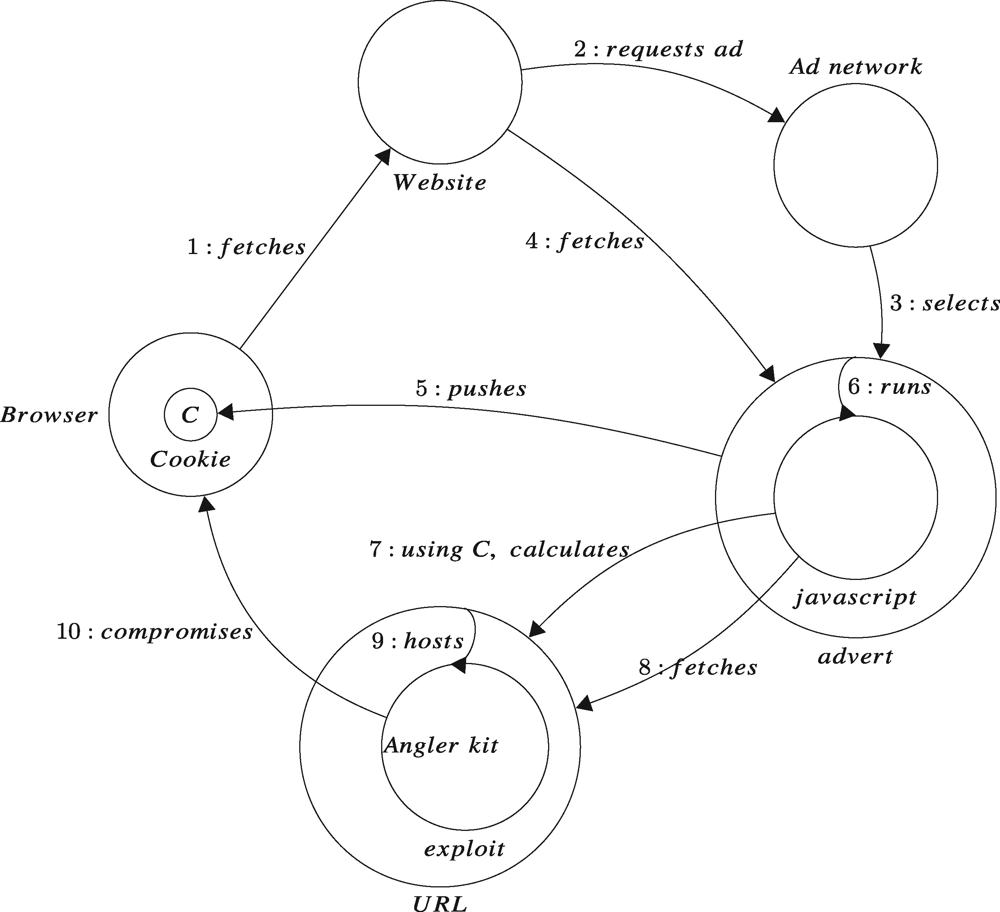 2 : requests ad
Ad network
Website
1 : fetches
4 : fetches
3 : selects
5 : pushes
6 : runs
Browser
C
Cookie
7 : using C, calculates
javascript
10 : compromises
9 : hosts
8 : fetches
advert
Angler kit
exploit
URL